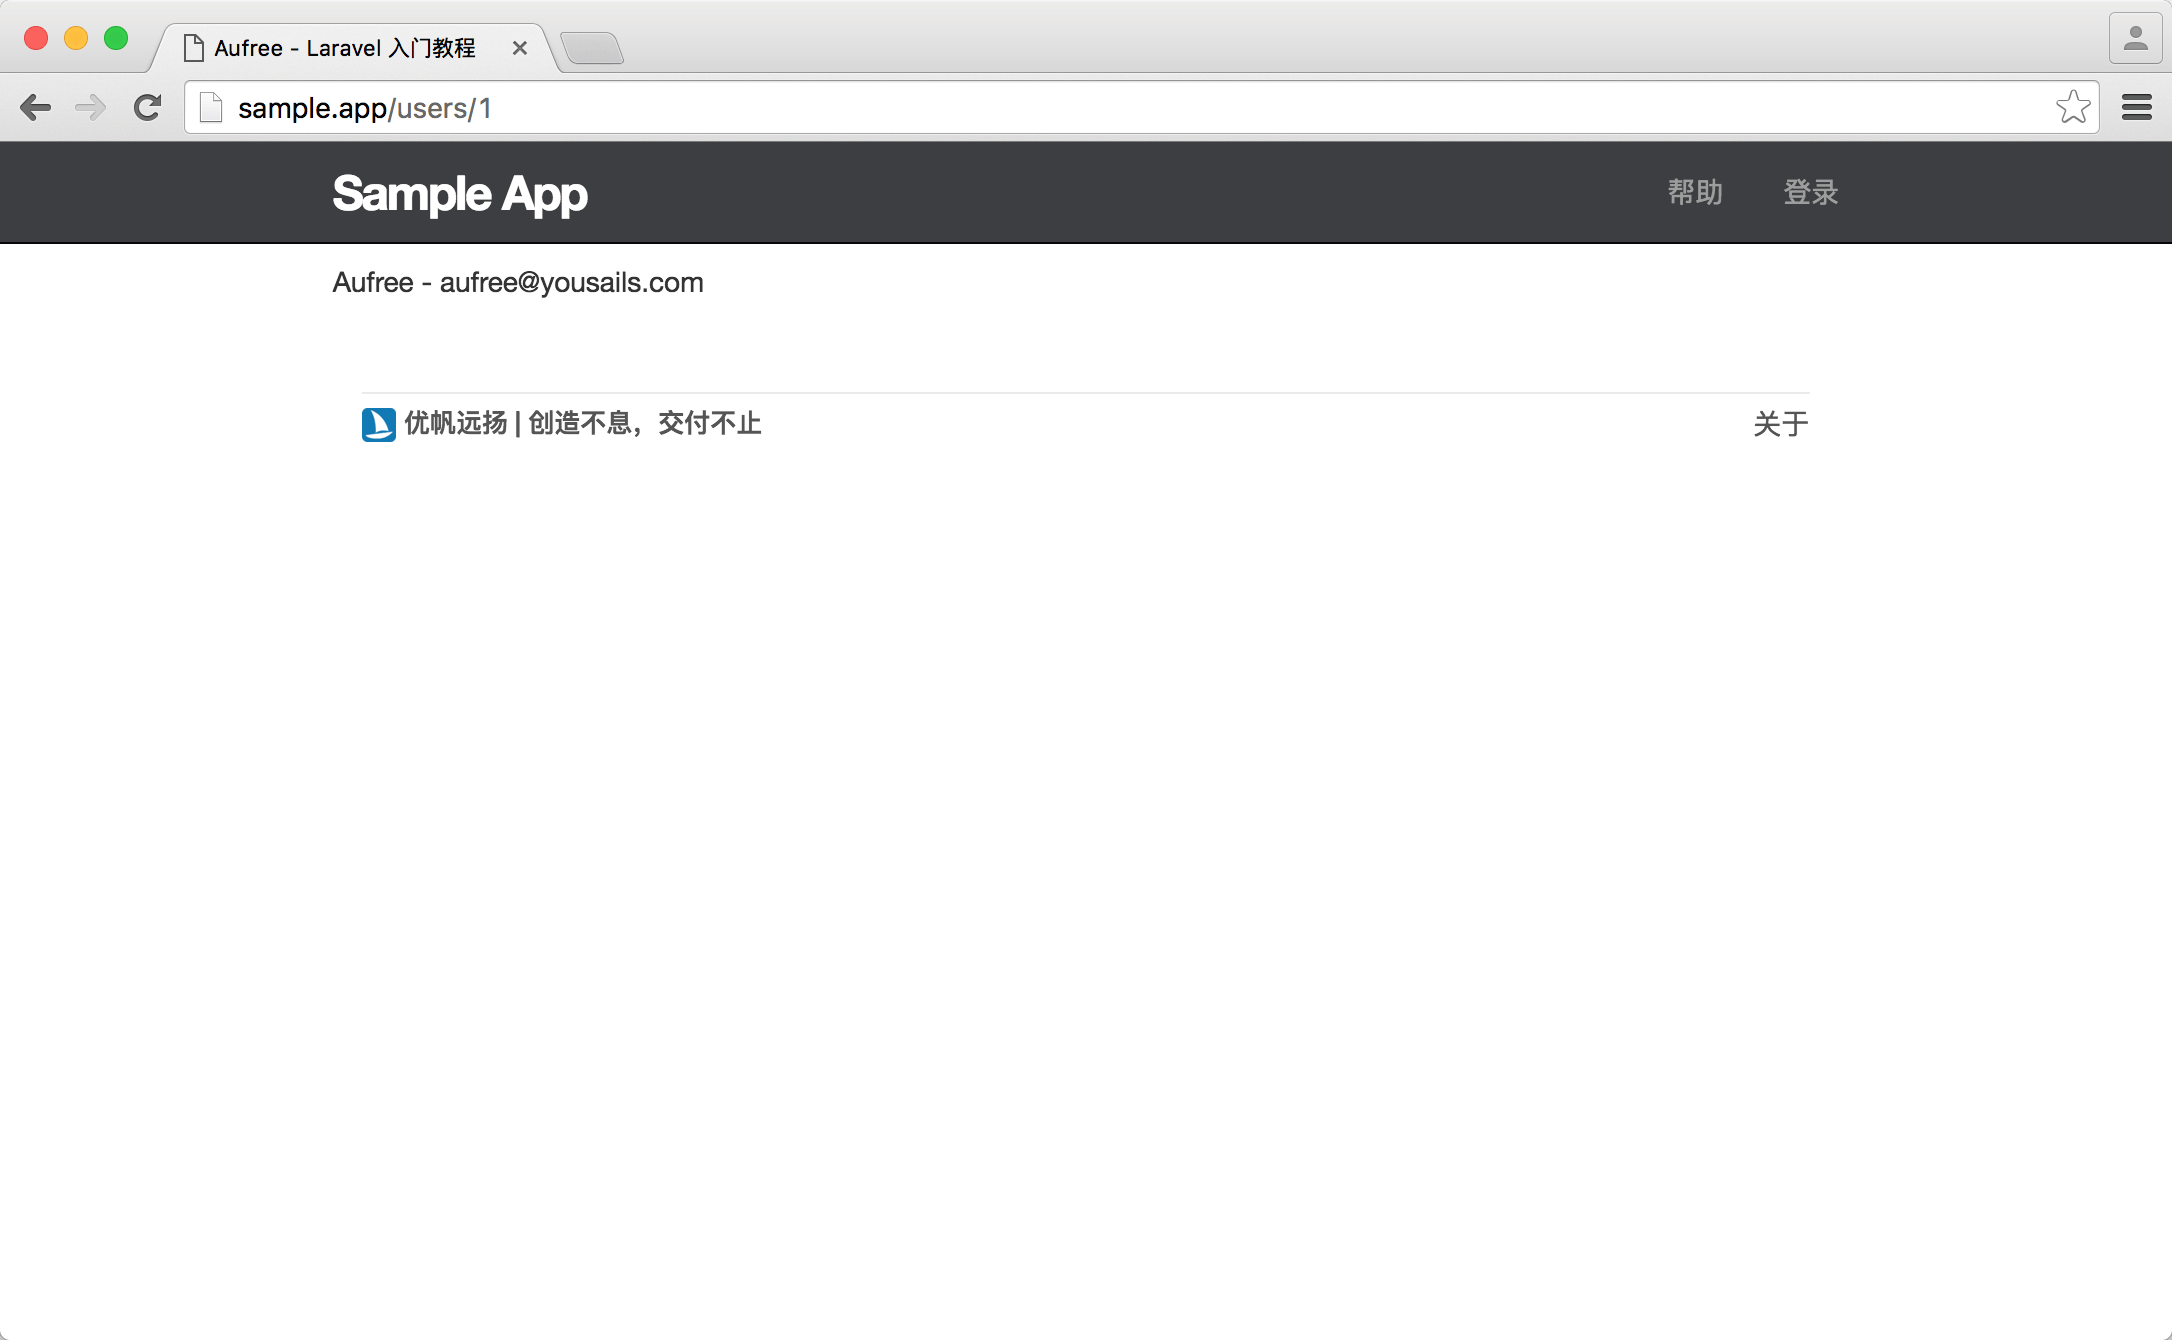 Aufree - Laravel 入门教程
sample.app/users/1
Sample App
帮助
登录
Aufree - aufree@yousails.com
优帆远扬 | 创造不息，交付不止
关于